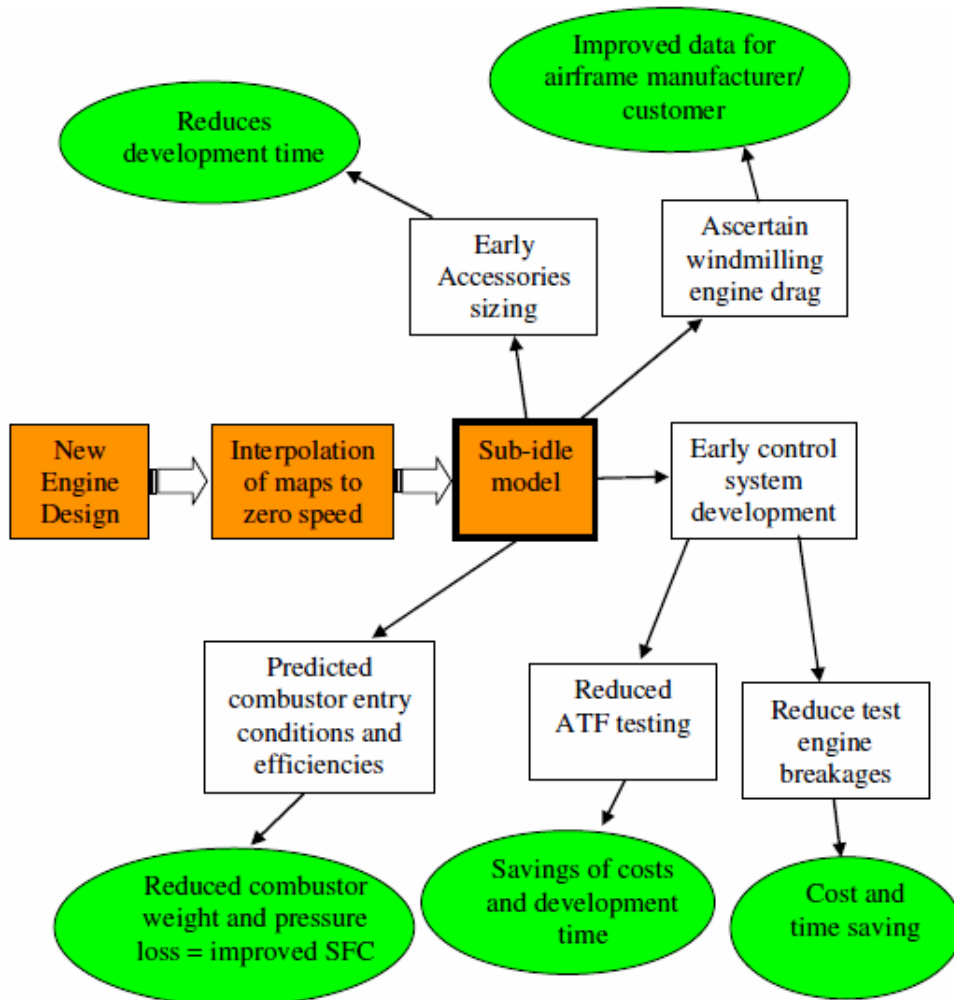 Improved data for
airframe manufacturer/
customer
Reduces
development time
Early
Accessories
sizing
Ascertain
windmilling
engine drag
New
Engine
Design
Interpolation
of maps to
zero speed
Sub-idle
model
Early control
system
development
Predicted
combustor entry
conditions and
efficiencies
Reduced
ATF testing
Reduce test
engine
breakages
Reduced combustor
weight and pressure
loss = improved SFC
Savings of costs
and development
time
Cost and
time saving